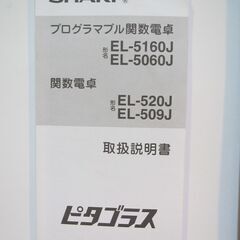 SHARP
プログラマブル関数電卓
形名 EL-5160J
EL-5060J
関数電卓
形名 EL-520J
EL-509J
取扱説明書
ピタゴラス